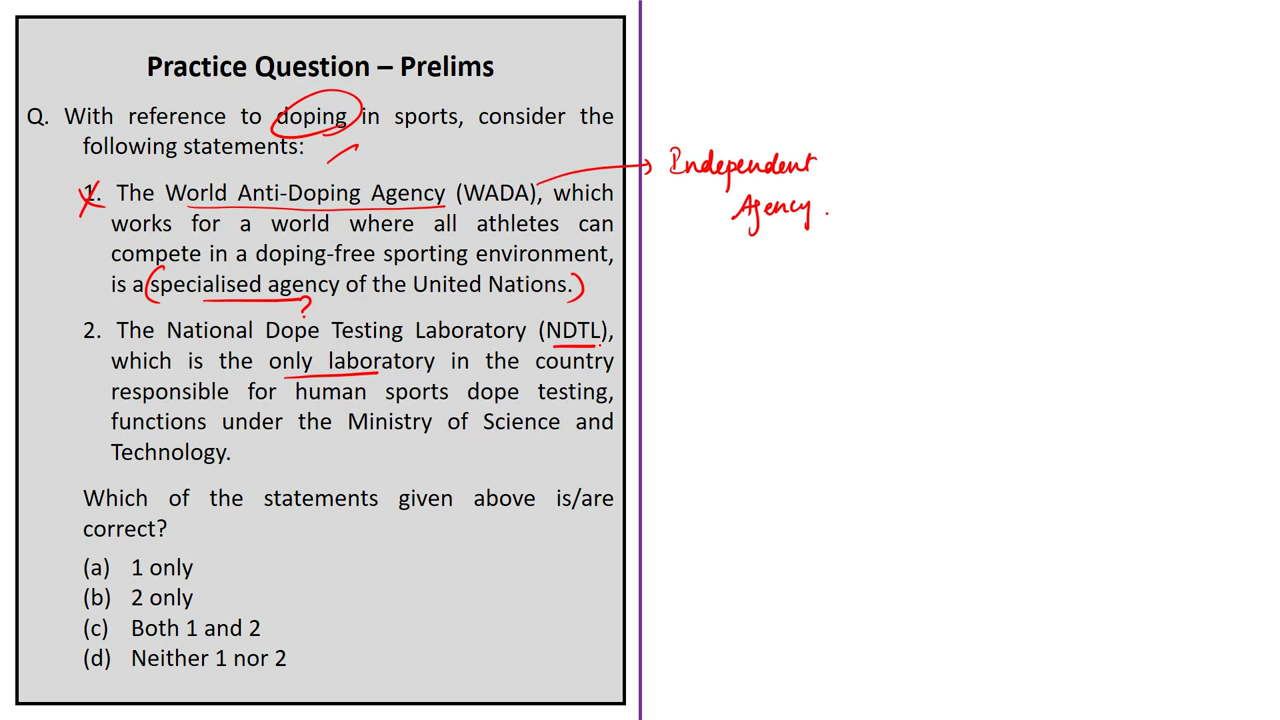 Practice Question – Prelims
Q. With reference to doping in sports, consider the
following statements:
1. The World Anti-Doping Agency (WADA), which
works for a world where all athletes can
compete in a doping-free sporting environment,
is a (specialised agency of the United Nations.)
?
2. The National Dope Testing Laboratory (NDTL),
which is the only laboratory in the country
responsible for human sports dope testing,
functions under the Ministry of Science and
Technology.
Which of the statements given above is/are
correct?
(a) 1 only
(b) 2 only
(c) Both 1 and 2
(d) Neither 1 nor 2
Independent
Agency.